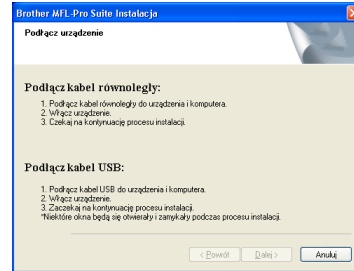 Brother MFL-Pro Suite Instalacja
Podłącz urządzenie
Podłącz kabel równoległy:
1. Podłącz kabel równoległy do urządzenia i komputera.
2. Włącz urządzenie.
3. Czekaj na kontynuację procesu instalacji.
Podłącz kabel USB:
1. Podłącz kabel USB do urządzenia i komputera.
2. Włącz urządzenie.
3. Zaczekaj na kontynuację procesu instalacji.
*Niektóre okna będą się otwierały i zamykały podczas procesu instalacji.
< Powrót Dalej > Anuluj